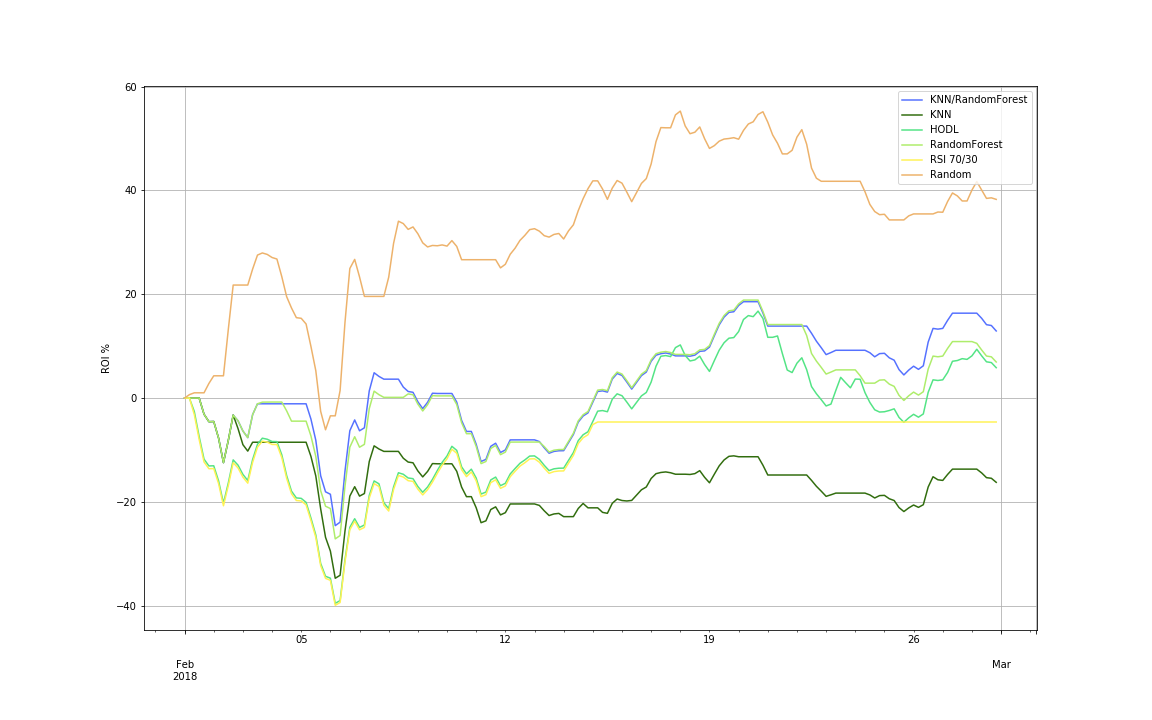 60
40
20
0
−20
−40
ROI %
KNN/RandomForest
KNN
HODL
RandomForest
RSI 70/30
Random
05
12
19
26
Feb
2018
Mar